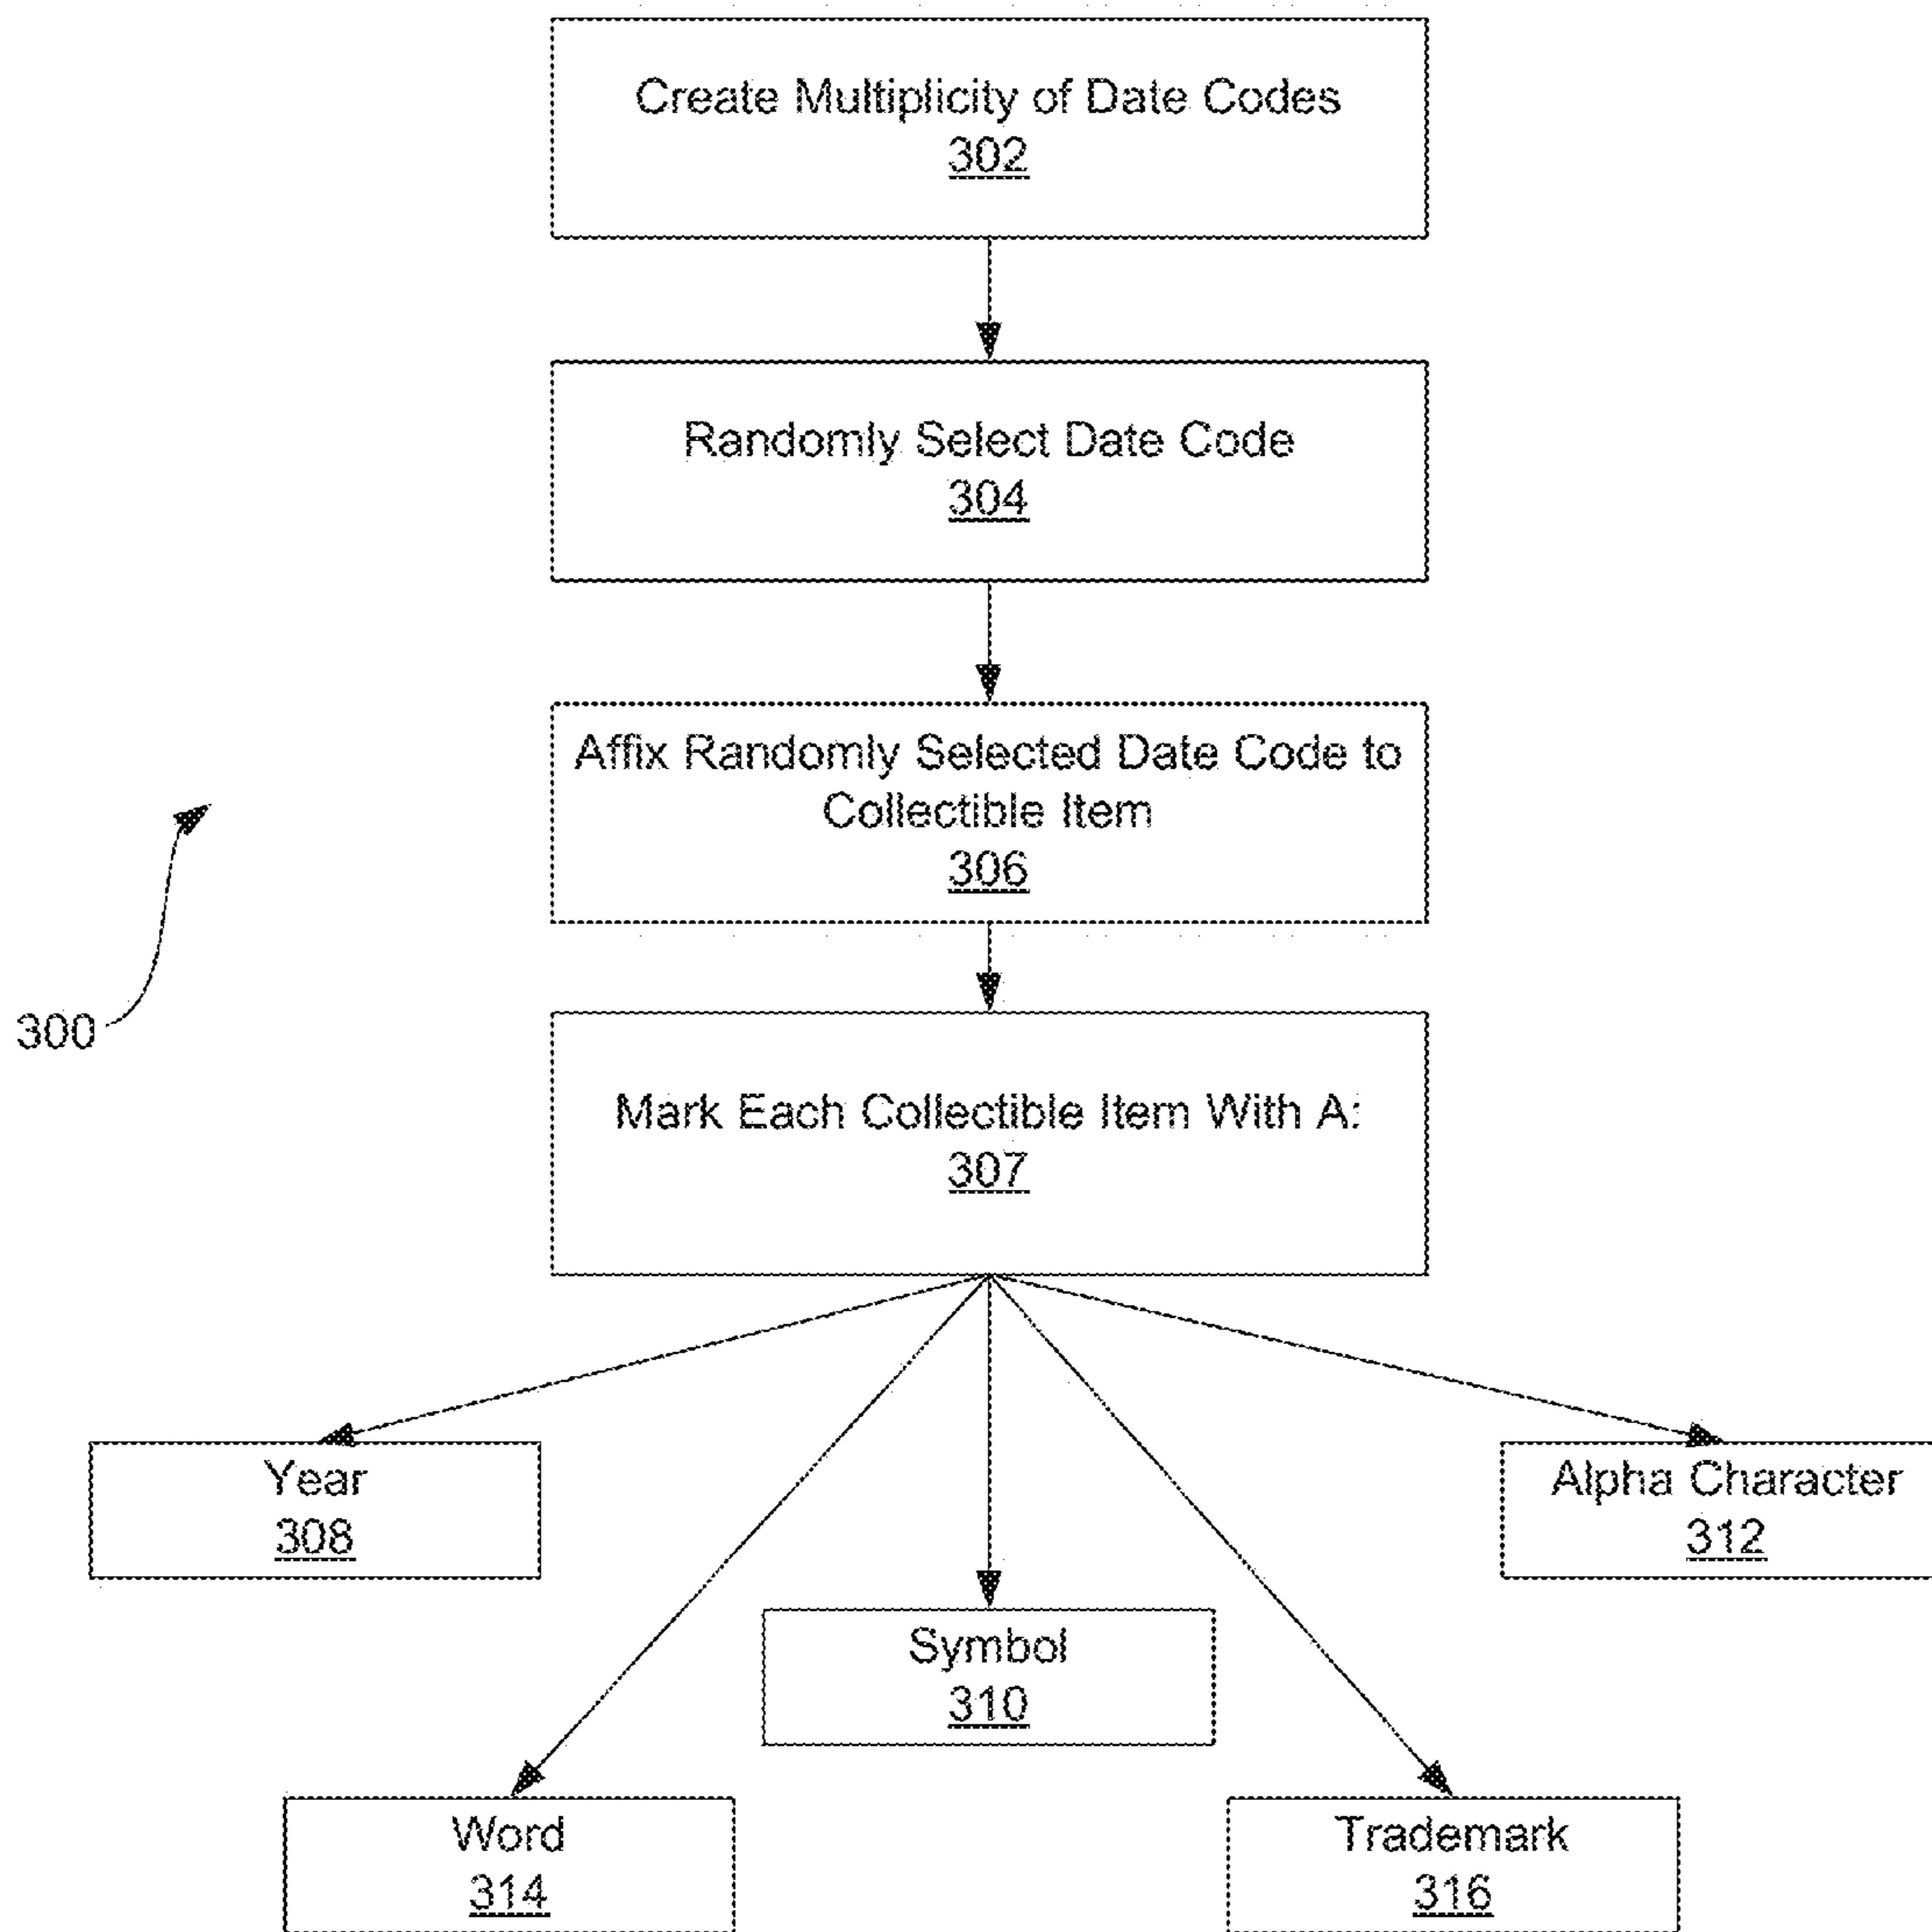 Create Multiplicity of Date Codes
302
Randomly Select Date Code
304
Affix Randomly Selected Date Code to
Collectible Item
306
300
Mark Each Collectible Item With A:
307
Year
308
Alpha Character
312
Symbol
310
Word
314
Trademark
316